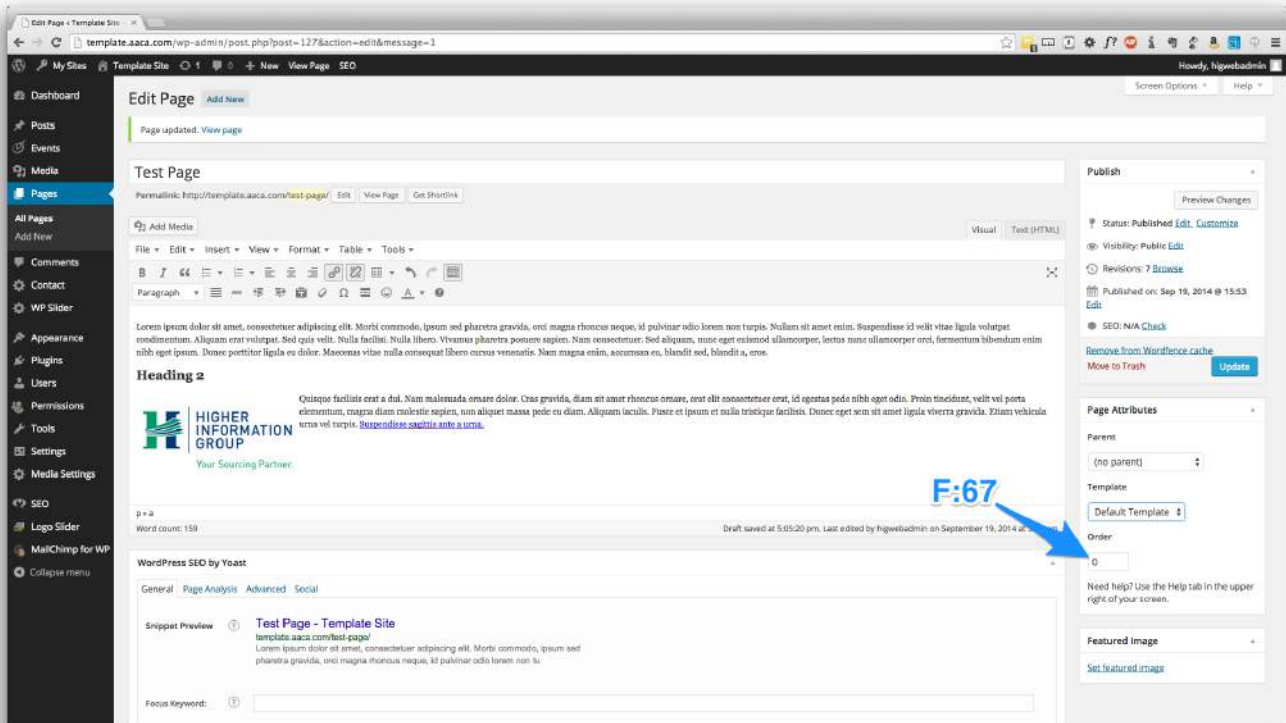 Edit Page ‹ Template Site –
template.aaca.com/wp-admin/post.php?post=127&action=edit&message=1
My Sites Template Site 1 0 + New View Page SEO
Howdy, higwebadmin
Screen Options Help
Dashboard
Posts
Events
Media
Pages
All Pages
Add New
Comments
Contact
WP Slider
Appearance
Plugins
Users
Permissions
Tools
Settings
Media Settings
SEO
Logo Slider
MailChimp for WP
Collapse menu
Edit Page Add New
Page updated. View page
Test Page
Permalink: http://template.aaca.com/test-page/ Edit View Page Get Shortlink
Add Media
Visual Text (HTML)
File Edit Insert View Format Table Tools
Paragraph
Lorem ipsum dolor sit amet, consectetuer adipiscing elit. Morbi commodo, ipsum sed pharetra gravida, orci magna rhoncus neque, id pulvinar odio lorem non turpis. Nullam sit amet enim. Suspendisse id velit vitae ligula volutpat
condimentum. Aliquam erat volutpat. Sed quis velit. Nulla facilisi. Nulla libero. Vivamus pharetra posuere sapien. Nam consectetuer. Sed aliquam, nunc eget euismod ullamcorper, lectus nunc ullamcorper orci, fermentum bibendum enim
nibh eget ipsum. Donec porttitor ligula eu dolor. Maecenas vitae nulla consequat libero cursus venenatis. Nam magna enim, accumsan eu, blandit sed, blandit a, eros.
Heading 2
HIGHER
INFORMATION
GROUP
Your Sourcing Partner.
Quisque facilisis erat a dui. Nam malesuada ornare dolor. Cras gravida, diam sit amet rhoncus ornare, erat elit consectetuer erat, id egestas pede nibh eget odio. Proin tincidunt, velit vel porta
elementum, magna diam molestie sapien, non aliquet massa pede eu diam. Aliquam iaculis. Fusce et ipsum et nulla tristique facilisis. Donec eget sem sit amet ligula viverra gravida. Etiam vehicula
urna vel turpis. Suspendisse sagittis ante a urna.
p » a
Word count: 159
Draft saved at 5:05:20 pm. Last edited by higwebadmin on September 19, 2014 at
WordPress SEO by Yoast
General Page Analysis Advanced Social
Snippet Preview
Test Page - Template Site
template.aaca.com/test-page/
Lorem ipsum dolor sit amet, consectetuer adipiscing elit. Morbi commodo, ipsum sed
pharetra gravida, orci magna rhoncus neque, id pulvinar odio lorem non tu
Focus Keyword:
Publish
Preview Changes
Status: Published Edit Customize
Visibility: Public Edit
Revisions: 7 Browse
Published on: Sep 19, 2014 @ 15:53
Edit
SEO: N/A Check
Remove from Wordfence cache
Move to Trash
Update
Page Attributes
Parent
(no parent)
Template
Default Template
F:67
Order
0
Need help? Use the Help tab in the upper
right of your screen.
Featured Image
Set featured image